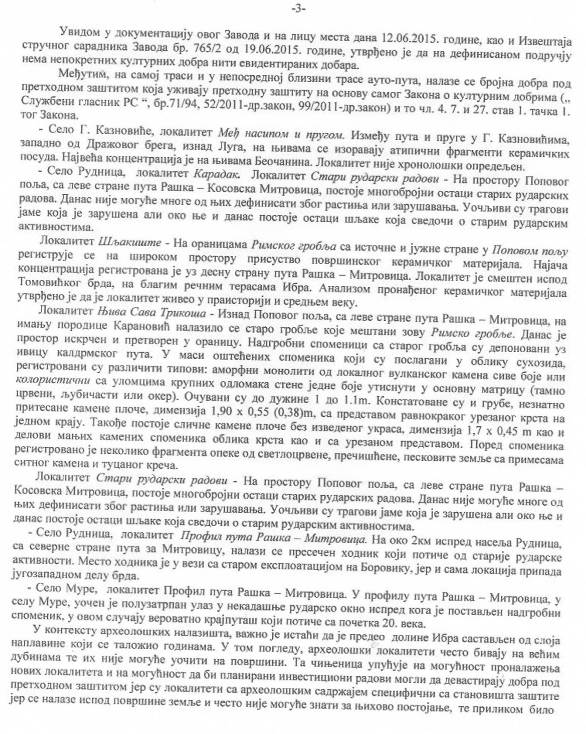 -3-
Увидом у документацију овог Завода и на лицу места дана 12.06.2015. године, као и Извештаја
стручног сарадника Завода бр. 765/2 од 19.06.2015. године, утврђено је да на дефинисаном подручју
нема непокретних културних добра нити евидентираних добара.
Међутим, на самој траси и у непосредној близини трасе ауто-пута, налазе се бројна добра под
претходном заштитом која уживају претходну заштиту на основу самог Закона о културним добрима („
Службени гласник РС “, бр.71/94, 52/2011-др.закон, 99/2011-др.закон) и то чл. 4. 7. и 27. став 1. тачка 1.
тог Закона.
- Село Г. Казновиће, локалитет Међ насипом и пругом. Између пута и пруге у Г. Казновићима,
западно од Дражовог брега, изнад Луга, на њивама се изоравају атипични фрагменти керамичких
посуда. Највећа концентрација је на њивама Беочанина. Локалитет није хронолошки опредељен.
- Село Рудница, локалитет Карадак. Локалитет Стари рударски радови - На простору Поповог
поља, са леве стране пута Рашка – Косовска Митровица, постоје многобројни остаци старих рударских
радова. Данас није могуће многе од њих дефинисати због растиња или зарушавања. Уочљиви су трагови
јаме која је зарушена али око ње и данас постоје остаци шљаке која сведочи о старим рударским
активностима.
Локалитет Шљакиште - На ораницама Римског гробља са источне и јужне стране у Поповом пољу
региструје се на широком простору присуство површинског керамичког материјала. Најача
концентрација регистрована је уз десну страну пута Рашка – Митровица. Локалитет је смештен испод
Томовићког брда, на благим речним терасама Ибра. Анализом пронађеног керамичког материјала
утврђено је да је локалитет живео у праисторији и средњем веку.
Локалитет Њива Сава Трикоша - Изнад Поповог поља, са леве стране пута Рашка – Митровица, на
имању породице Карановић налазило се старо гробље које мештани зову Римско гробље. Данас је
простор искрчен и претворен у ораницу. Надгробни споменици са старог гробља су депоновани уз
ивицу калдрмског пута. У маси оштећених споменика који су послагани у облику сухозида,
регистровани су различити типови: аморфни монолити од локалног вулканског камена сиве боје или
колористични са уломцима крупних одломака стене једне боје утиснути у основну матрицу (тамно
црвени, љубичасти или окер). Очувани су до дужине 1 до 1.1m. Констатоване су и грубе, незнатно
притесане камене плоче, димензија 1,90 x 0,55 (0,38)m, са представом равнокраког урезаног крста на
једном крају. Такође постоје сличне камене плоче без изведеног украса, димензија 1,7 x 0,45 m као и
делови мањих камених споменика облика крста као и са урезаном представом. Поред споменика
регистровано је неколико фрагмента опеке од светлоцрвене, пречишћене, песковите земље са примесама
ситног камена и туцаног креча.
Локалитет Стари рударски радови - На простору Поповог поља, са леве стране пута Рашка –
Косовска Митровица, постоје многобројни остаци старих рударских радова. Данас није могуће многе од
њих дефинисати због растиња или зарушавања. Уочљиви су трагови јаме која је зарушена али око ње и
данас постоје остаци шљаке која сведочи о старим рударским активностима.
- Село Рудница, локалитет Профил пута Рашка – Митровица. На око 2км испред насеља Рудница,
са северне стране пута за Митровицу, налази се пресечен ходник који потиче од старије рударске
активности. Место ходника је у вези са старом експлоатацијом на Боровику, јер и сама локација припада
југозападном делу брда.
- Село Муре, локалитет Профил пута Рашка – Митровица. У профилу пута Рашка – Митровица, у
селу Муре, уочен је полузатрпан улаз у некадашње рударско окно испред кога је постављен надгробни
споменик, у овом случају вероватно крајпуташ који потиче са почетка 20. века.
У контексту археолошких налазишта, важно је истаћи да је предео долине Ибра састављен од слоја
наплавине који се таложио годинама. У том погледу, археолошки локалитети често бивају на већим
дубинама те их није могуће уочити на површини. Та чињеница упућује на могућност проналажења
нових локалитета и на могућност да би планирани инвестициони радови могли да девастирају добра под
претходном заштитом јер су локалитети са археолошким садржајем специфични са становишта заштите
јер се налазе испод површине земље и често није могуће знати за њихово постојање, те приликом било